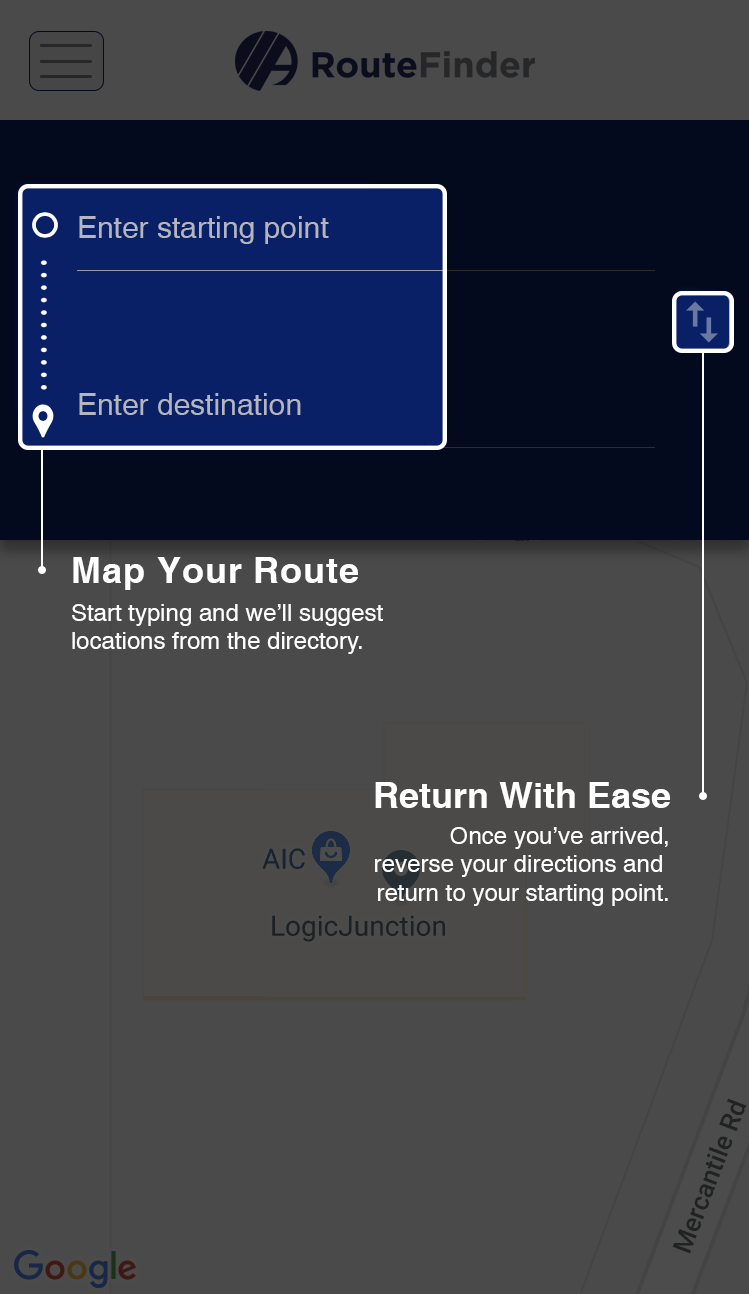 RouteFinder
Enter starting point
Enter destination
Map Your Route
Start typing and we’ll suggest
locations from the directory.
Return With Ease
Once you’ve arrived,
reverse your directions and
return to your starting point.
AIC
LogicJunction
Mercantile Rd
Google